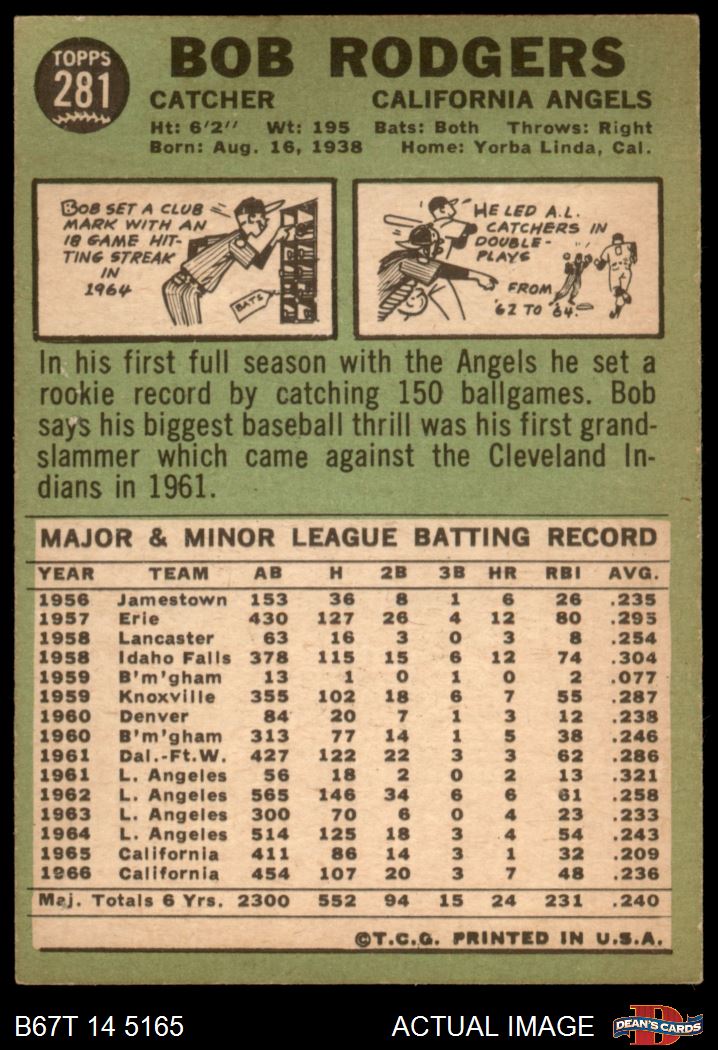 TOPPS
281
BOB RODGERS
CATCHER CALIFORNIA ANGELS
Ht: 6'2" Wt: 195 Bats: Both Throws: Right
Born: Aug. 16, 1938 Home: Yorba Linda, Cal.
BOB SET A CLUB
MARK WITH AN
18 GAME HIT-
TING STREAK
IN
1964
BATS
HE LED A.L.
CATCHERS IN
DOUBLE-
PLAYS
FROM
'62 TO '64.
In his first full season with the Angels he set a
rookie record by catching 150 ballgames. Bob
says his biggest baseball thrill was his first grand-
slammer which came against the Cleveland In-
dians in 1961.
MAJOR & MINOR LEAGUE BATTING RECORD
YEAR TEAM AB H 2B 3B HR RBI AVG.
1956 Jamestown 153 36 8 1 6 26 .235
1957 Erie 430 127 26 4 12 80 .295
1958 Lancaster 63 16 3 0 3 8 .254
1958 Idaho Falls 378 115 15 6 12 74 .304
1959 B'm'gham 13 1 0 1 0 2 .077
1959 Knoxville 355 102 18 6 7 55 .287
1960 Denver 84 20 7 1 3 12 .238
1960 B'm'gham 313 77 14 1 5 38 .246
1961 Dal.-Ft.W. 427 122 22 3 3 62 .286
1961 L. Angeles 56 18 2 0 2 13 .321
1962 L. Angeles 565 146 34 6 6 61 .258
1963 L. Angeles 300 70 6 0 4 23 .233
1964 L. Angeles 514 125 18 3 4 54 .243
1965 California 411 86 14 3 1 32 .209
1966 California 454 107 20 3 7 48 .236
Maj. Totals 6 Yrs. 2300 552 94 15 24 231 .240
©T.C.G. PRINTED IN U.S.A.
B67T 14 5165 ACTUAL IMAGE DEAN'S CARDS